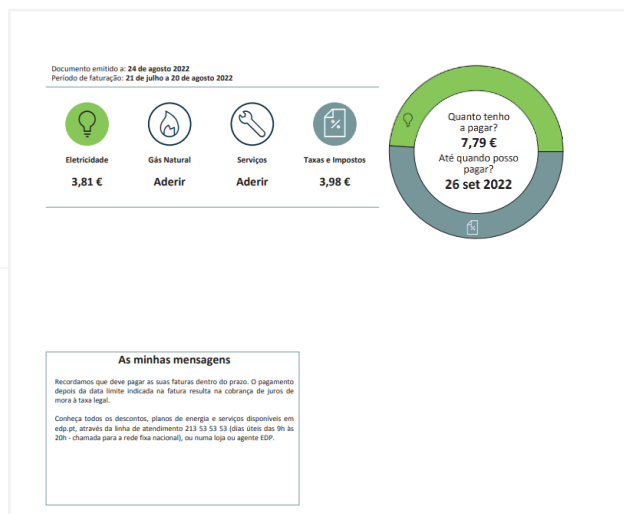 Documento emitido a: 24 de agosto 2022
Período de faturação: 21 de julho a 20 de agosto 2022
Eletricidade
Gás Natural
Serviços
Taxas e Impostos
3,81 €
Aderir
Aderir
3,98 €
Quanto tenho
a pagar?
7,79 €
Até quando posso
pagar?
26 set 2022
As minhas mensagens
Recordamos que deve pagar as suas faturas dentro do prazo. O pagamento
depois da data limite indicada na fatura resulta na cobrança de juros de
mora à taxa legal.
Conheça todos os descontos, planos de energia e serviços disponíveis em
edp.pt, através da linha de atendimento 213 53 53 53 (dias úteis das 9h às
20h - chamada para a rede fixa nacional), ou numa loja ou agente EDP.